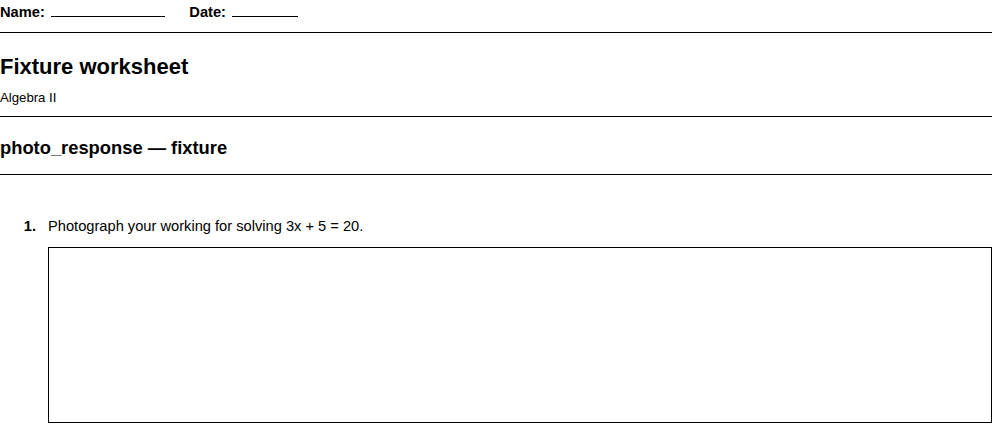 Name: Date:
Fixture worksheet
Algebra II
photo_response — fixture
1. Photograph your working for solving 3x + 5 = 20.